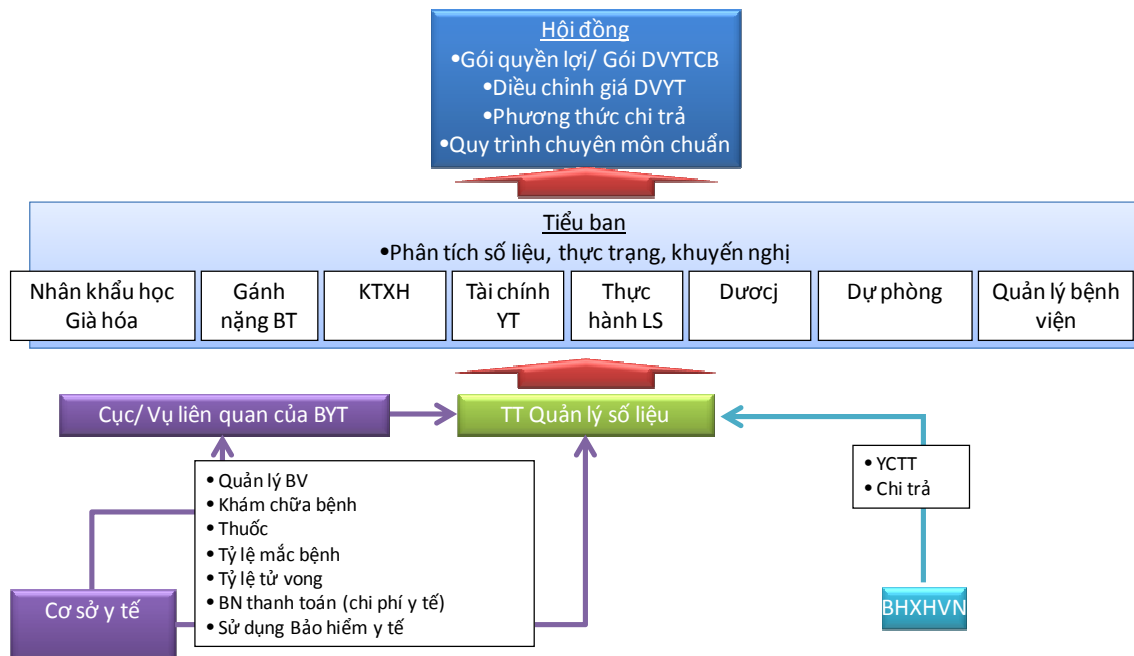 Hội đồng
•Gói quyền lợi/ Gói DVYTCB
•Diều chỉnh giá DVYT
•Phương thức chi trả
•Quy trình chuyên môn chuẩn
Tiểu ban
•Phân tích số liệu, thực trạng, khuyến nghị
Nhân khẩu học
Già hóa
Gánh
nặng BT
KTXH
Tài chính
YT
Thực
hành LS
Dươcj
Dự phòng
Quản lý bệnh
viện
Cục/ Vụ liên quan của BYT
TT Quản lý số liệu
• Quản lý BV
• Khám chữa bệnh
• Thuốc
• Tỷ lệ mắc bệnh
• Tỷ lệ tử vong
• BN thanh toán (chi phí y tế)
• Sử dụng Bảo hiểm y tế
• YCTT
• Chi trả
Cơ sở y tế
BHXHVN